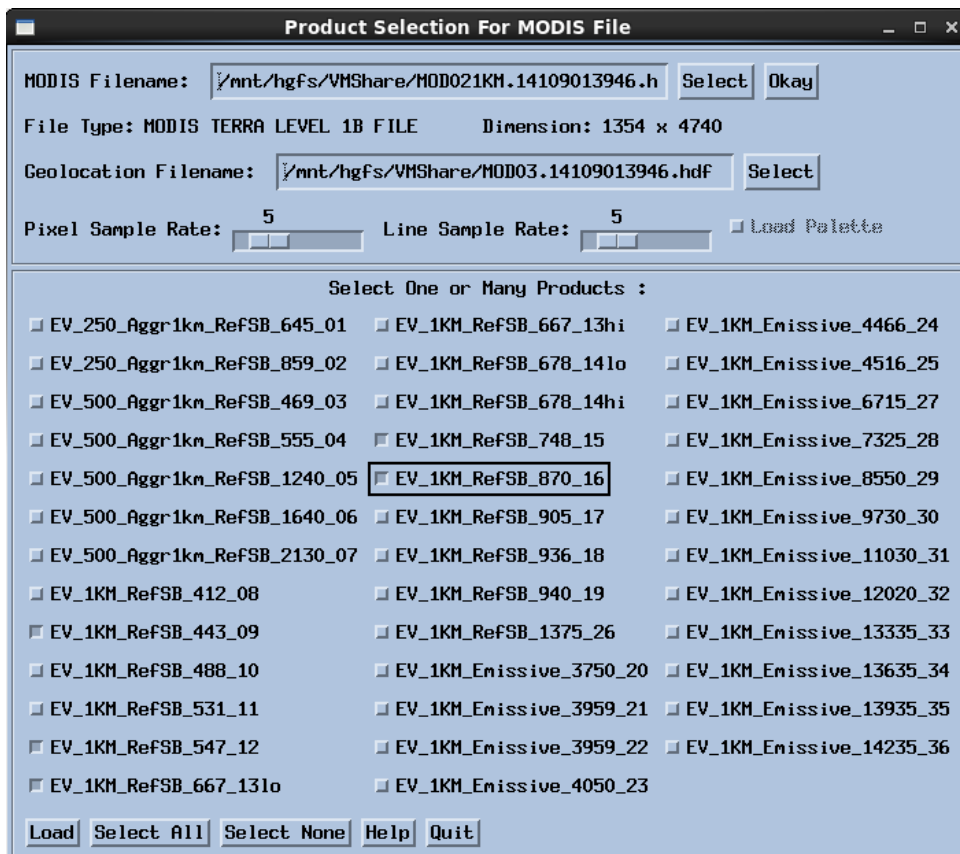 Product Selection For MODIS File
MODIS Filename: /mnt/hgfs/VMShare/MOD021KM.14109013946.h Select Okay
File Type: MODIS TERRA LEVEL 1B FILE Dimension: 1354 x 4740
Geolocation Filename: /mnt/hgfs/VMShare/MOD03.14109013946.hdf Select
Pixel Sample Rate: 5 Line Sample Rate: 5 Load Palette
Select One or Many Products :
EV_250_Aggr1km_RefSB_645_01 EV_1KM_RefSB_667_13hi EV_1KM_Emissive_4466_24
EV_250_Aggr1km_RefSB_859_02 EV_1KM_RefSB_678_14lo EV_1KM_Emissive_4516_25
EV_500_Aggr1km_RefSB_469_03 EV_1KM_RefSB_678_14hi EV_1KM_Emissive_6715_27
EV_500_Aggr1km_RefSB_555_04 EV_1KM_RefSB_748_15 EV_1KM_Emissive_7325_28
EV_500_Aggr1km_RefSB_1240_05 EV_1KM_RefSB_870_16 EV_1KM_Emissive_8550_29
EV_500_Aggr1km_RefSB_1640_06 EV_1KM_RefSB_905_17 EV_1KM_Emissive_9730_30
EV_500_Aggr1km_RefSB_2130_07 EV_1KM_RefSB_936_18 EV_1KM_Emissive_11030_31
EV_1KM_RefSB_412_08 EV_1KM_RefSB_940_19 EV_1KM_Emissive_12020_32
EV_1KM_RefSB_443_09 EV_1KM_RefSB_1375_26 EV_1KM_Emissive_13335_33
EV_1KM_RefSB_488_10 EV_1KM_Emissive_3750_20 EV_1KM_Emissive_13635_34
EV_1KM_RefSB_531_11 EV_1KM_Emissive_3959_21 EV_1KM_Emissive_13935_35
EV_1KM_RefSB_547_12 EV_1KM_Emissive_3959_22 EV_1KM_Emissive_14235_36
EV_1KM_RefSB_667_13lo EV_1KM_Emissive_4050_23
Load Select All Select None Help Quit